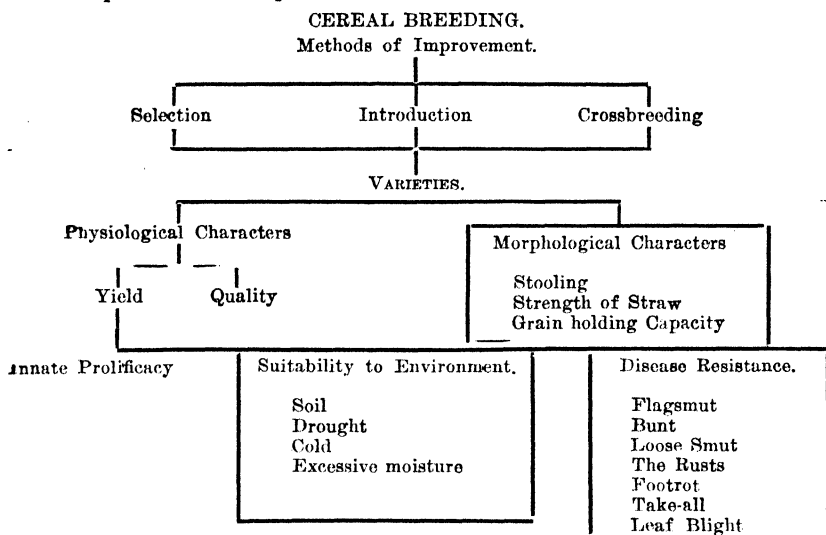 CEREAL BREEDING.
Methods of Improvement.
Selection Introduction Crossbreeding
VARIETIES.
Physiological Characters
Morphological Characters
Stooling
Strength of Straw
Grain holding Capacity
Yield Quality
Innate Prolificacy
Suitability to Environment.
Soil
Drought
Cold
Excessive moisture
Disease Resistance.
Flagsmut
Bunt
Loose Smut
The Rusts
Footrot
Take-all
Leaf Blight